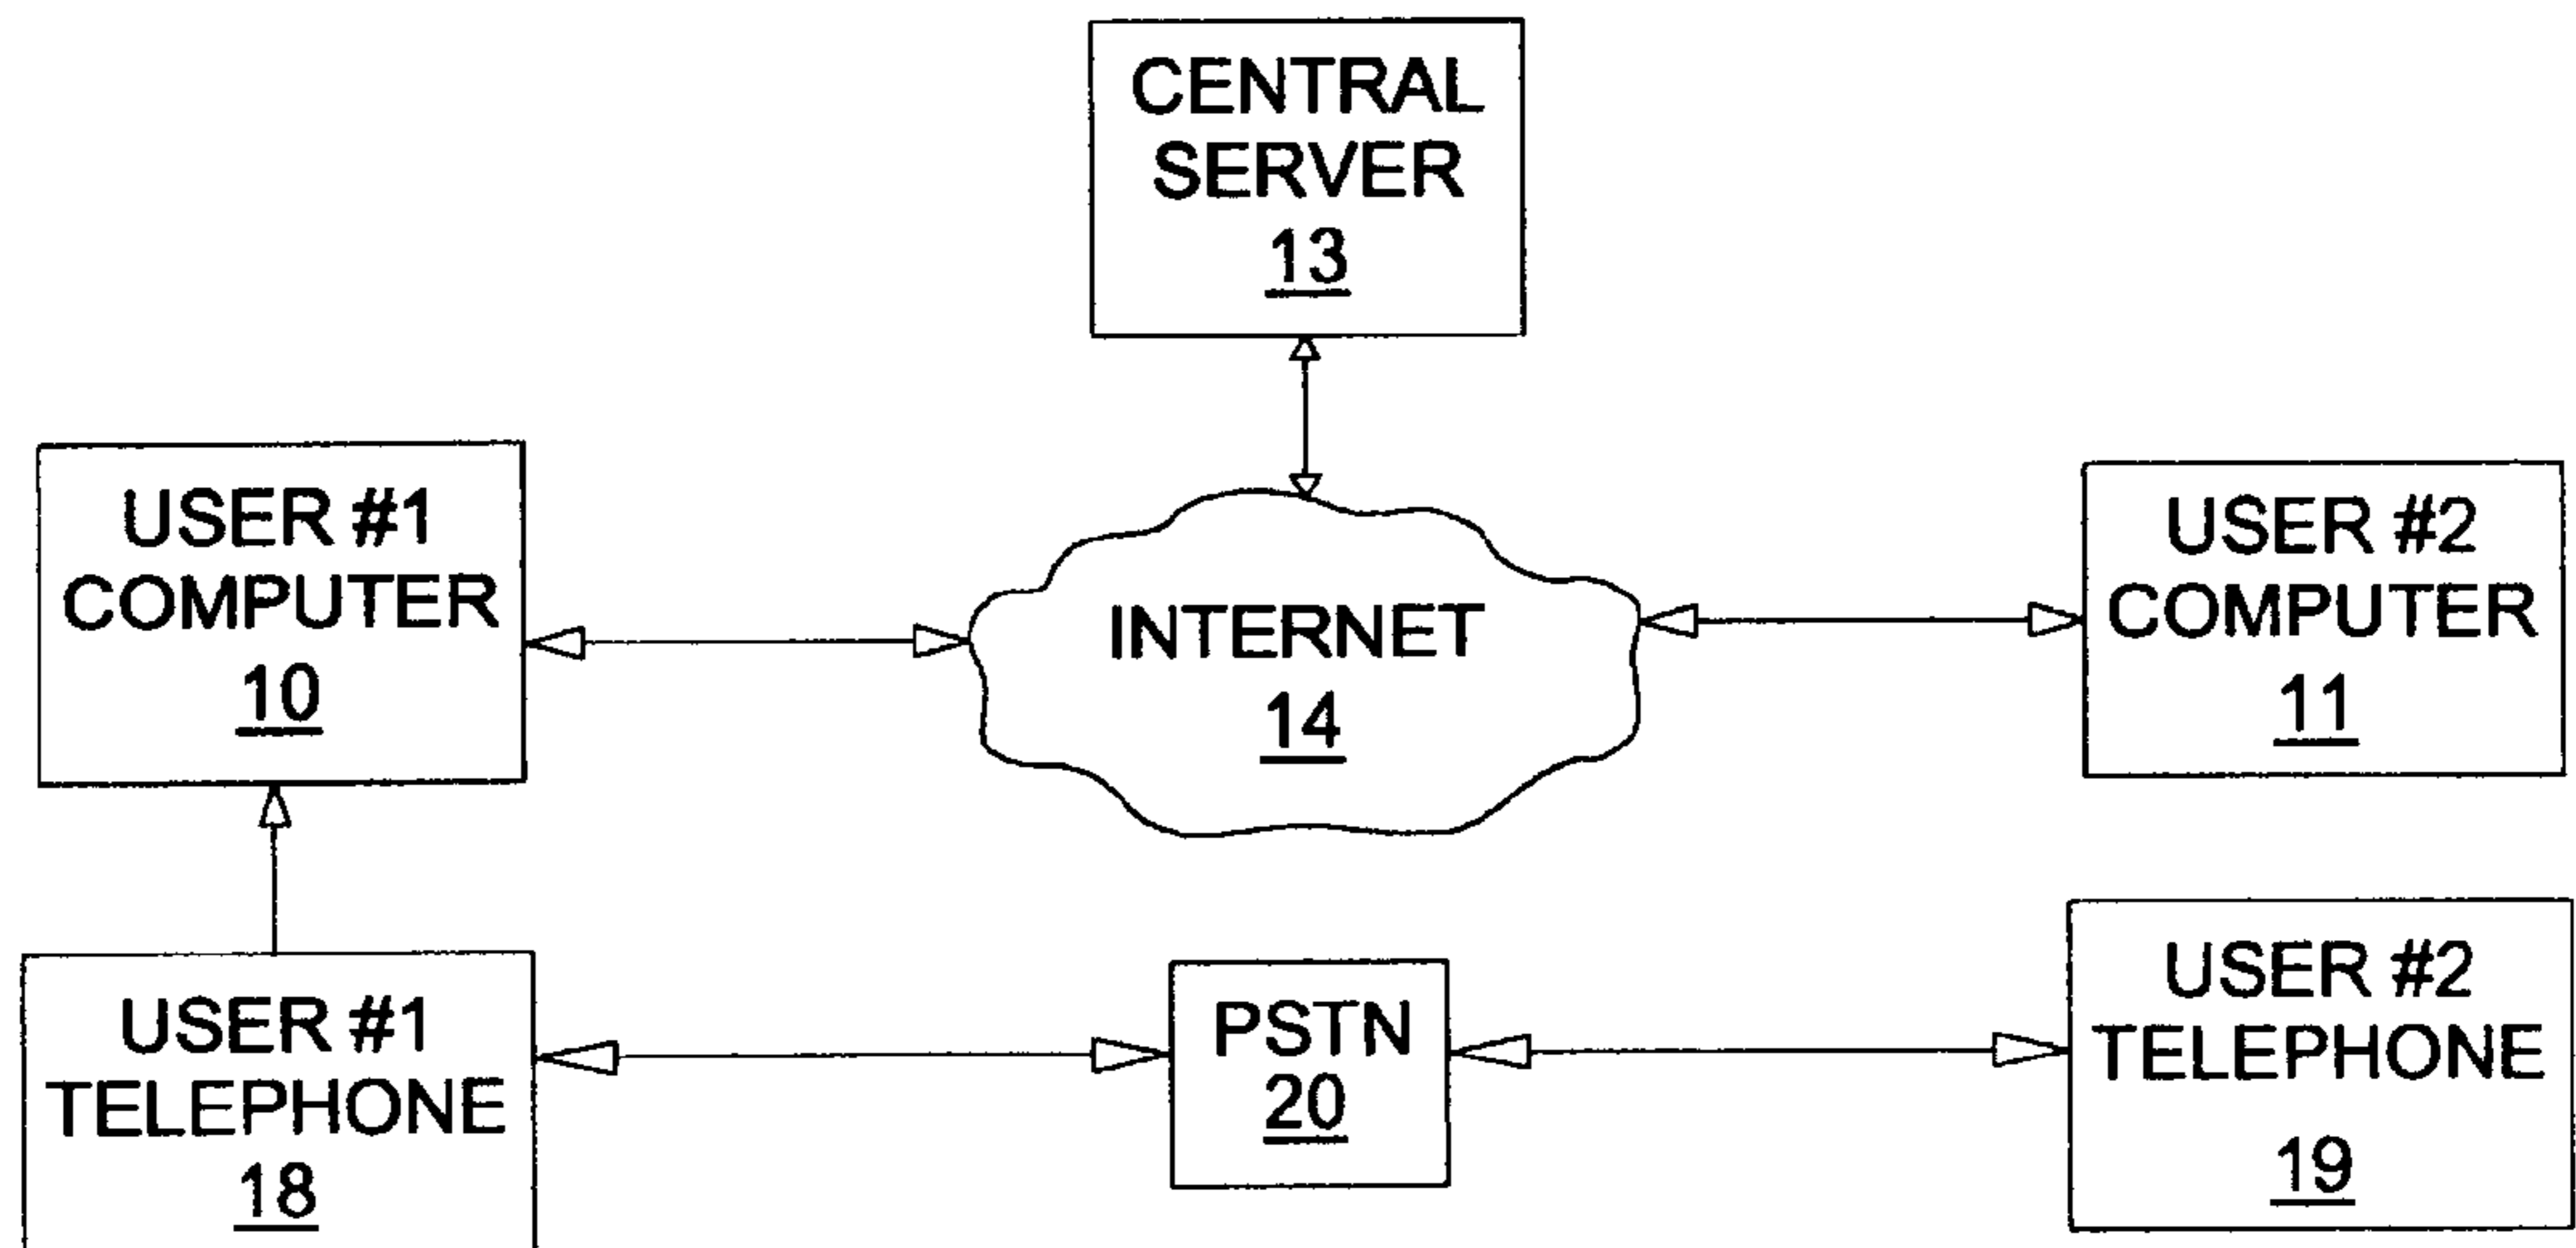 CENTRAL
SERVER
13
USER #1
COMPUTER
10
INTERNET
14
USER #2
COMPUTER
11
USER #1
TELEPHONE
18
PSTN
20
USER #2
TELEPHONE
19